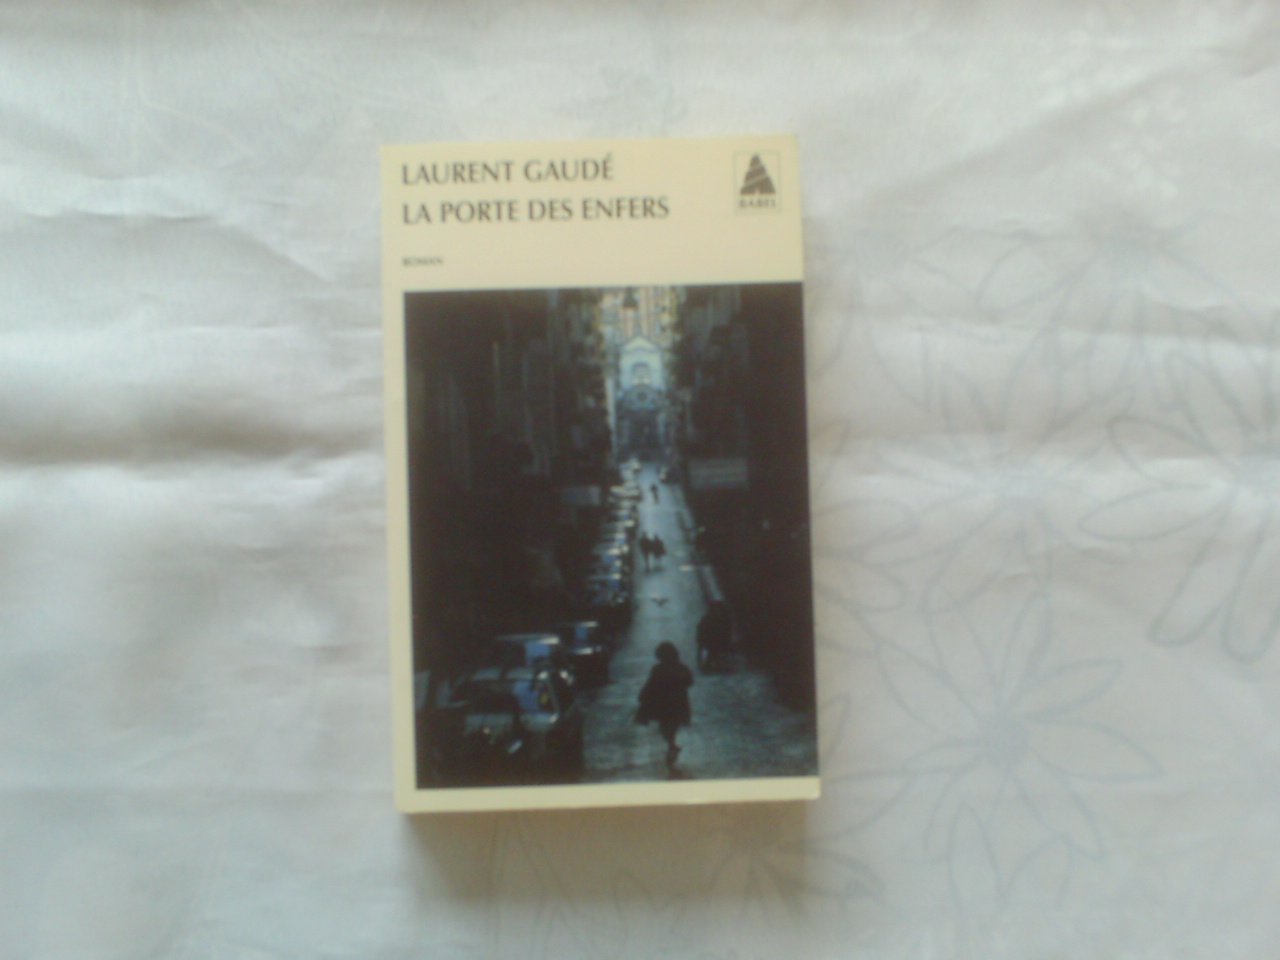 LAURENT GAUDÉ
LA PORTE DES ENFERS
BABEL
ROMAN